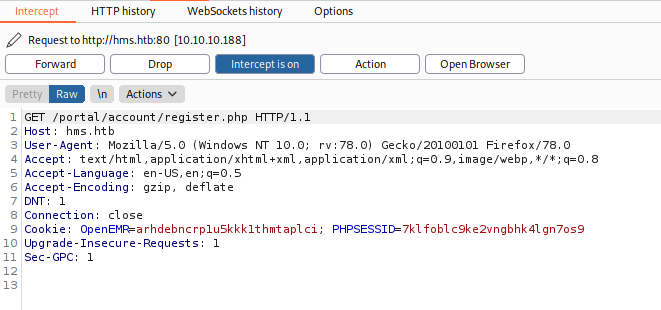 Intercept HTTP history WebSockets history Options
Request to http://hms.htb:80 [10.10.10.188]
Forward Drop Intercept is on Action Open Browser
Pretty Raw \n Actions
1 GET /portal/account/register.php HTTP/1.1
2 Host: hms.htb
3 User-Agent: Mozilla/5.0 (Windows NT 10.0; rv:78.0) Gecko/20100101 Firefox/78.0
4 Accept: text/html,application/xhtml+xml,application/xml;q=0.9,image/webp,*/*;q=0.8
5 Accept-Language: en-US,en;q=0.5
6 Accept-Encoding: gzip, deflate
7 DNT: 1
8 Connection: close
9 Cookie: OpenEMR=arhdebncrp1u5kkk1thmtaplci; PHPSESSID=7klfoblc9ke2vngbhk4lgn7os9
10 Upgrade-Insecure-Requests: 1
11 Sec-GPC: 1
12
13